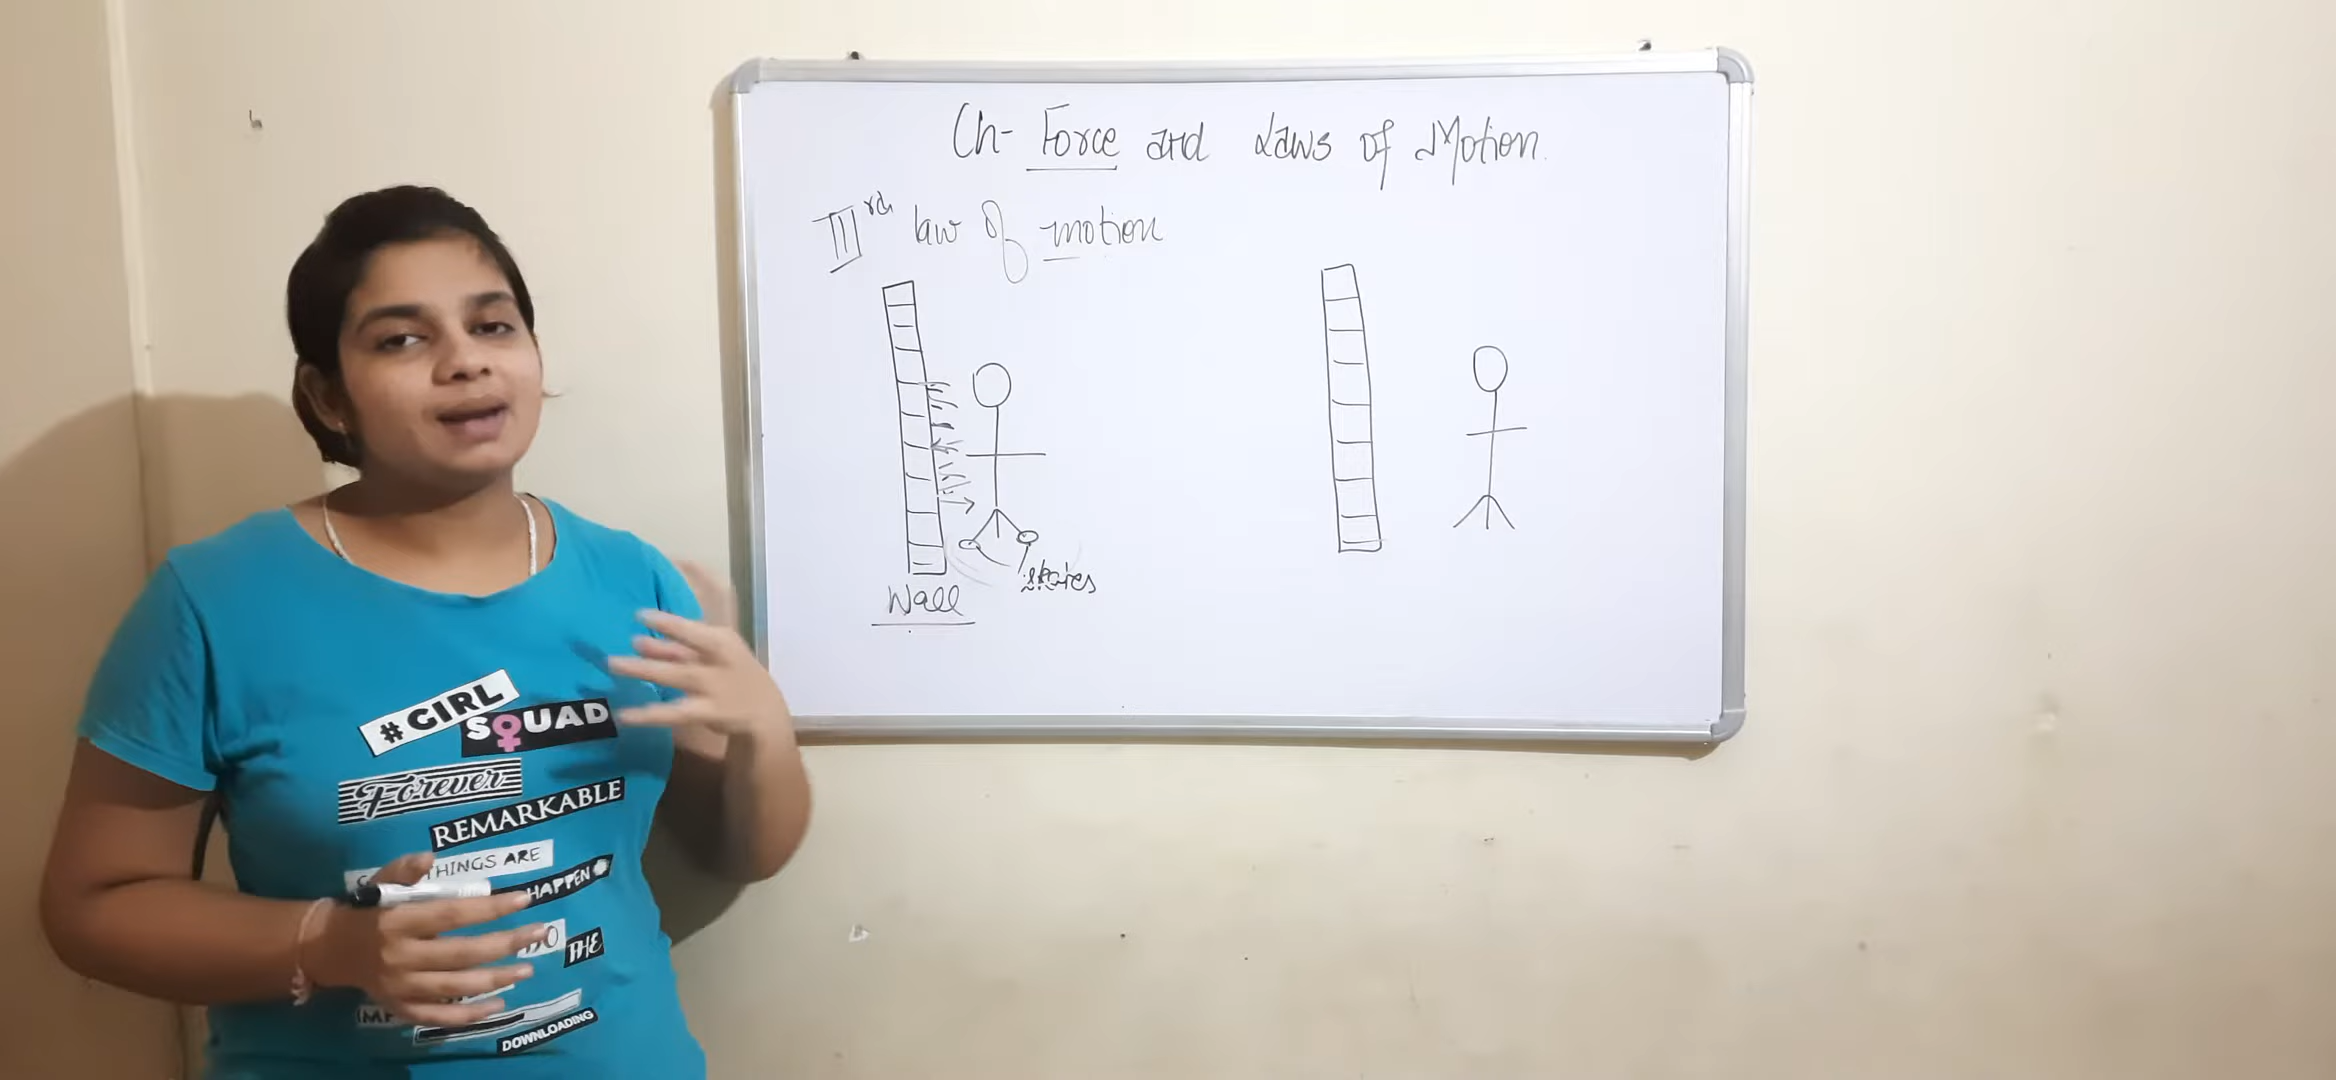 Ch- Force and Laws of Motion.
IIIrd law of motion
Wall
#GIRL
SQUAD
Forever
REMARKABLE
THINGS ARE
HAPPEN
DO THE
DOWNLOADING